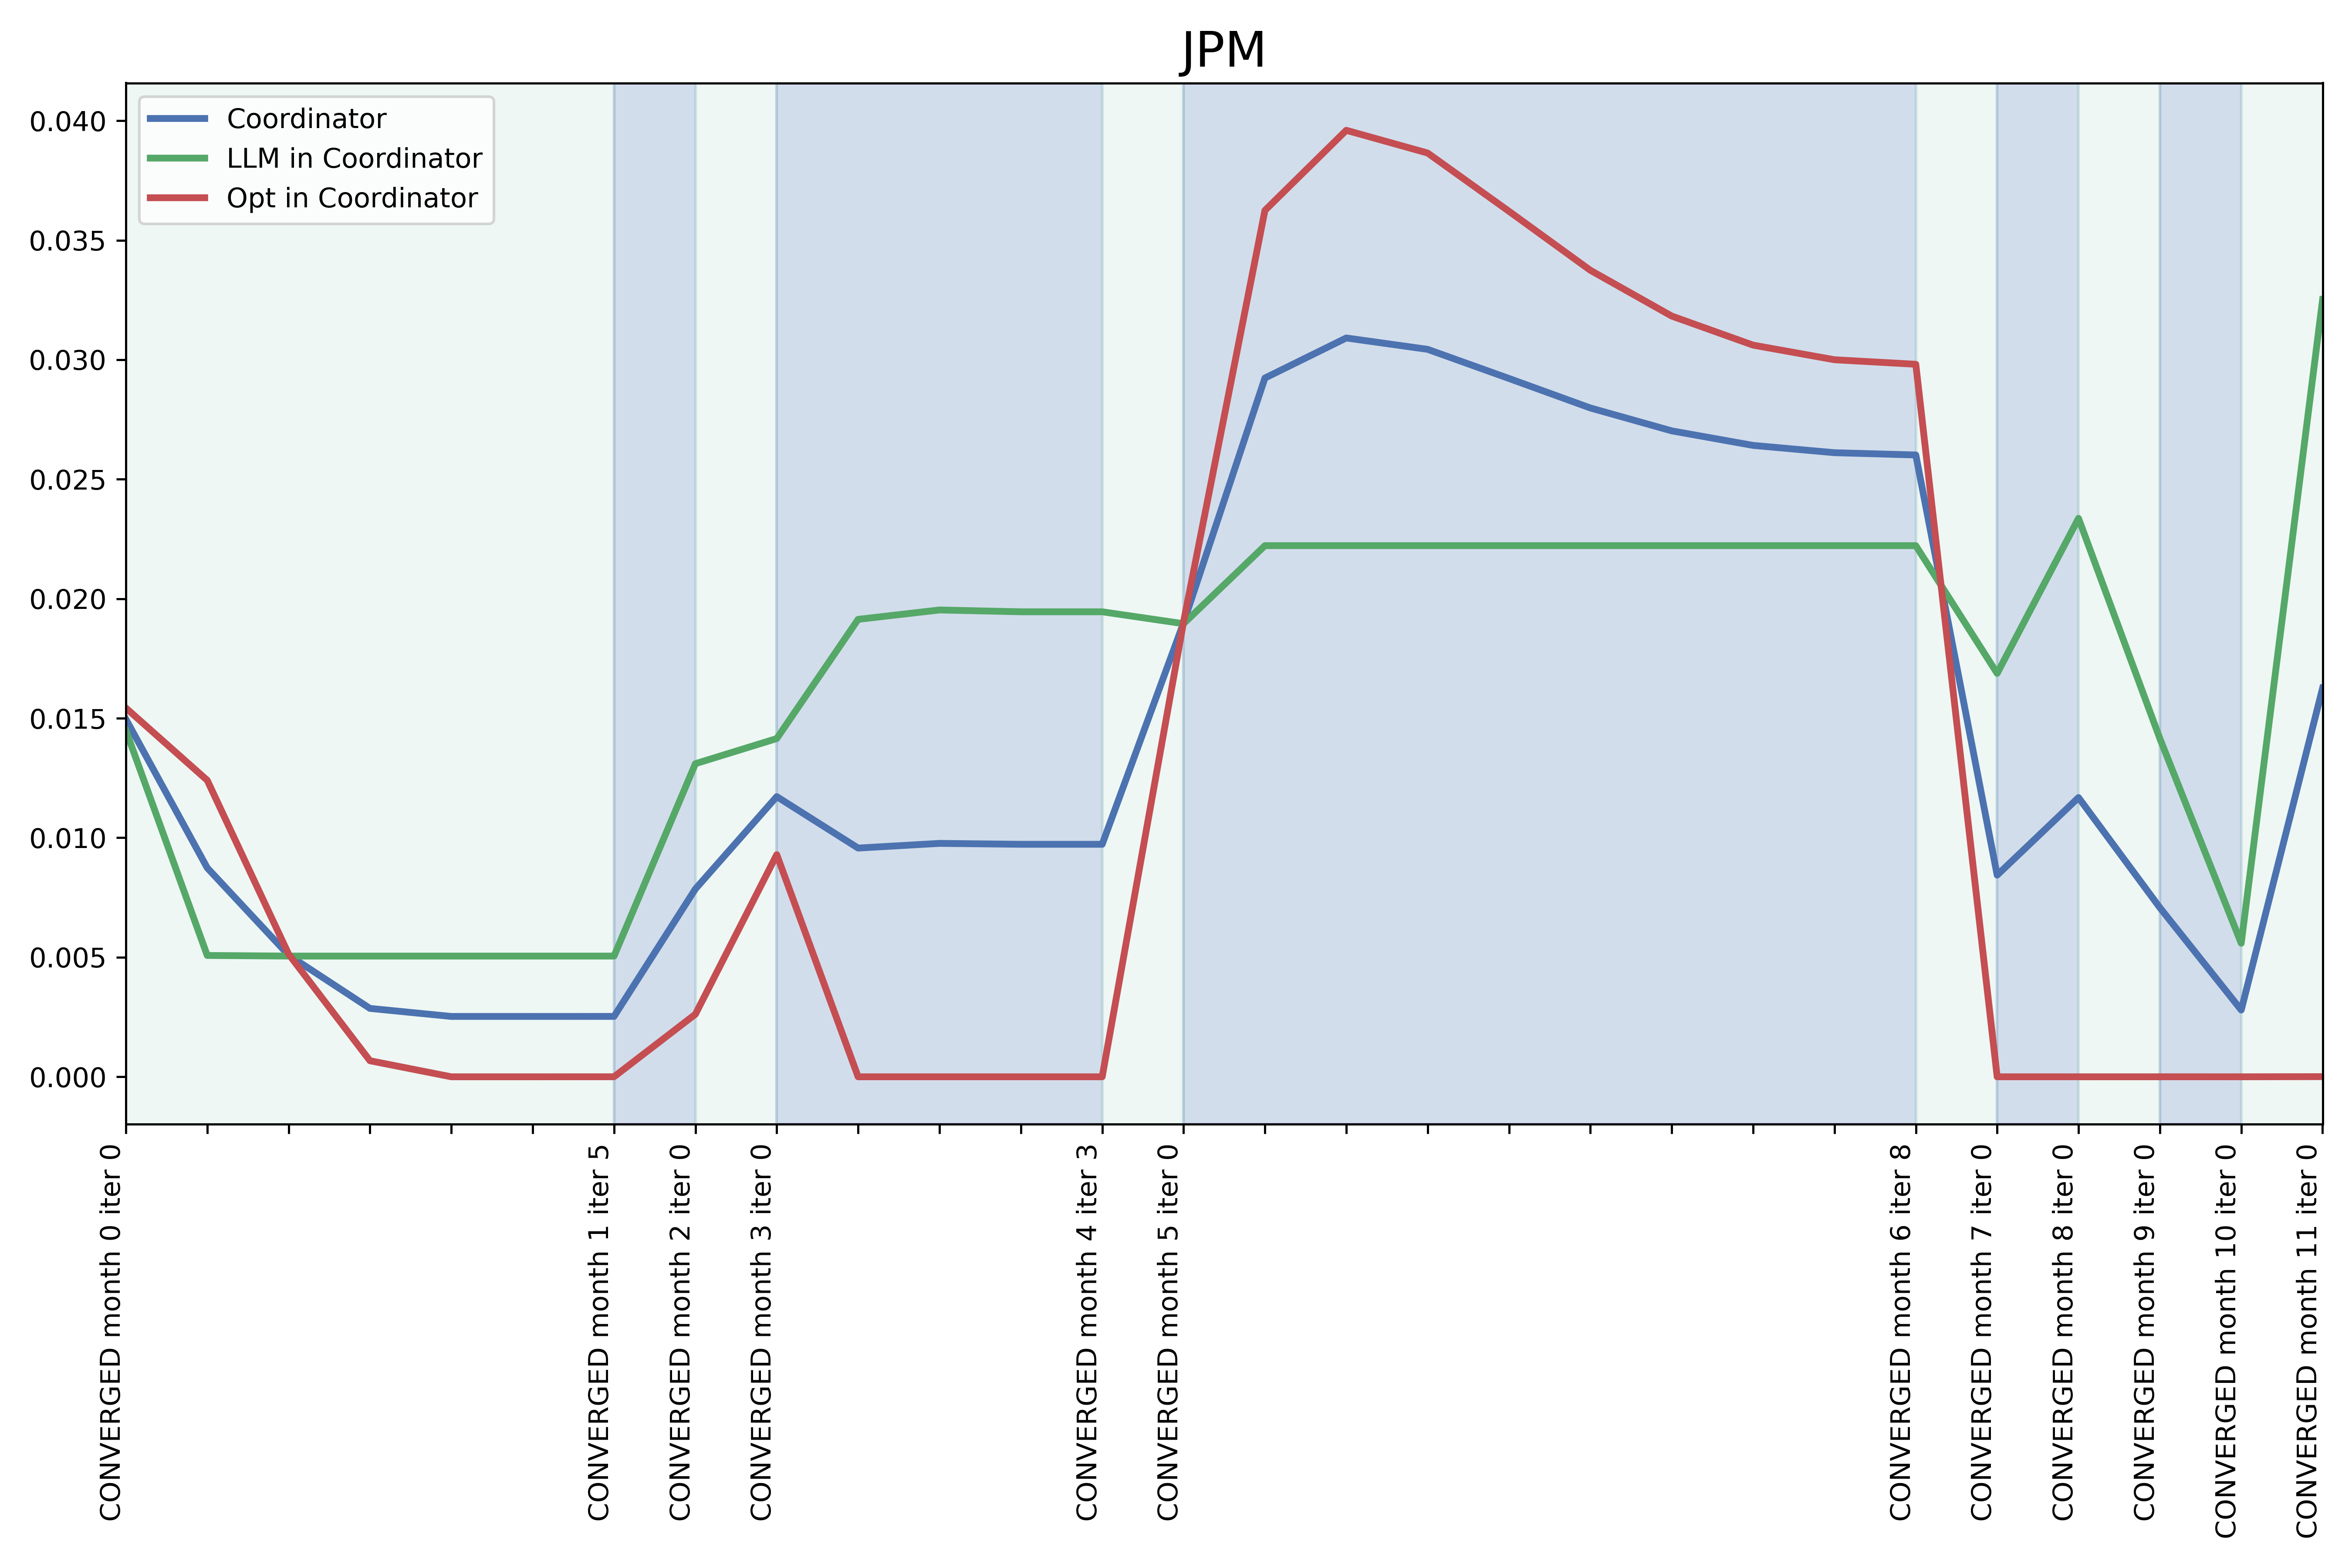 JPM
Coordinator
LLM in Coordinator
Opt in Coordinator
0.040
0.035
0.030
0.025
0.020
0.015
0.010
0.005
0.000
CONVERGED month 0 iter 0
CONVERGED month 1 iter 5
CONVERGED month 2 iter 0
CONVERGED month 3 iter 0
CONVERGED month 4 iter 3
CONVERGED month 5 iter 0
CONVERGED month 6 iter 8
CONVERGED month 7 iter 0
CONVERGED month 8 iter 0
CONVERGED month 9 iter 0
CONVERGED month 10 iter 0
CONVERGED month 11 iter 0